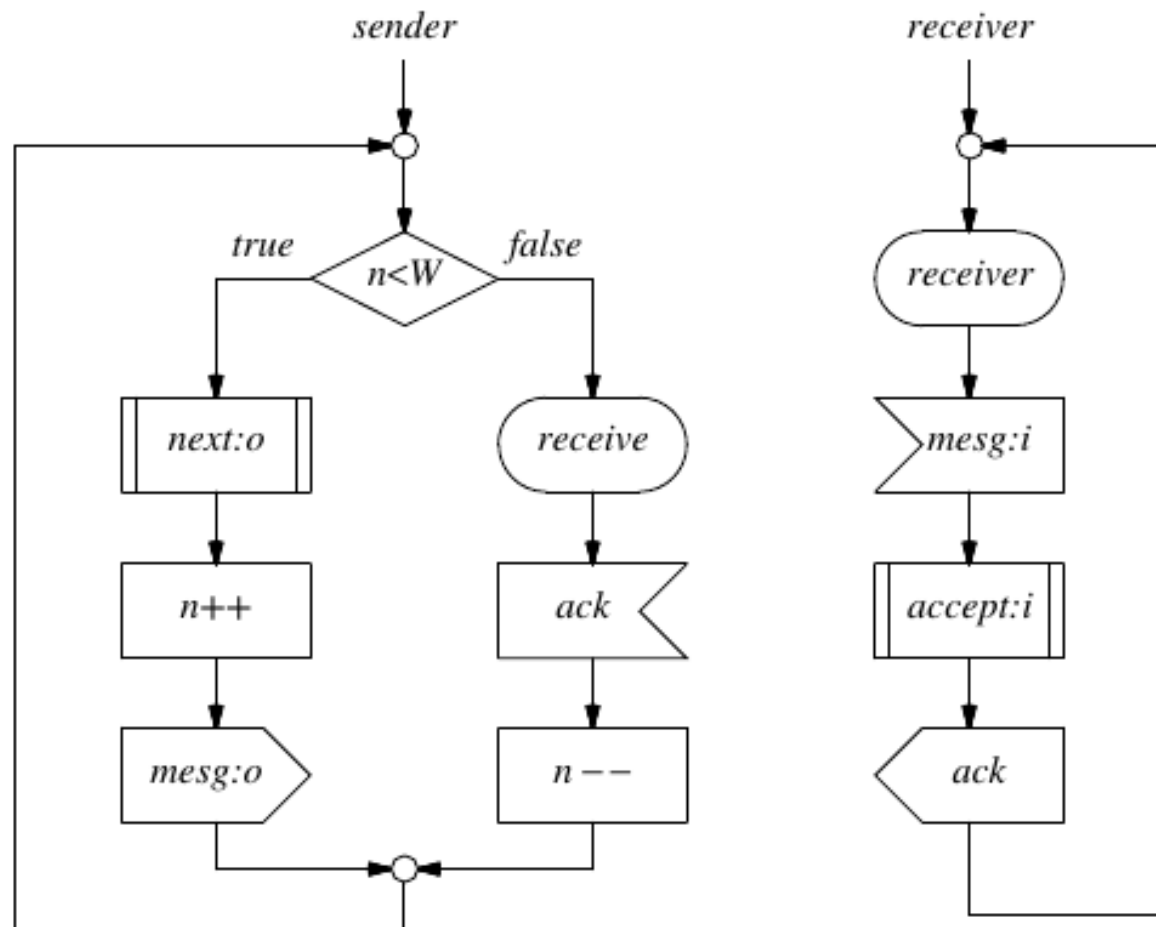 sender
true
false
n<W
next:o
receive
n++
ack
mesg:o
n --
receiver
receiver
mesg:i
accept:i
ack